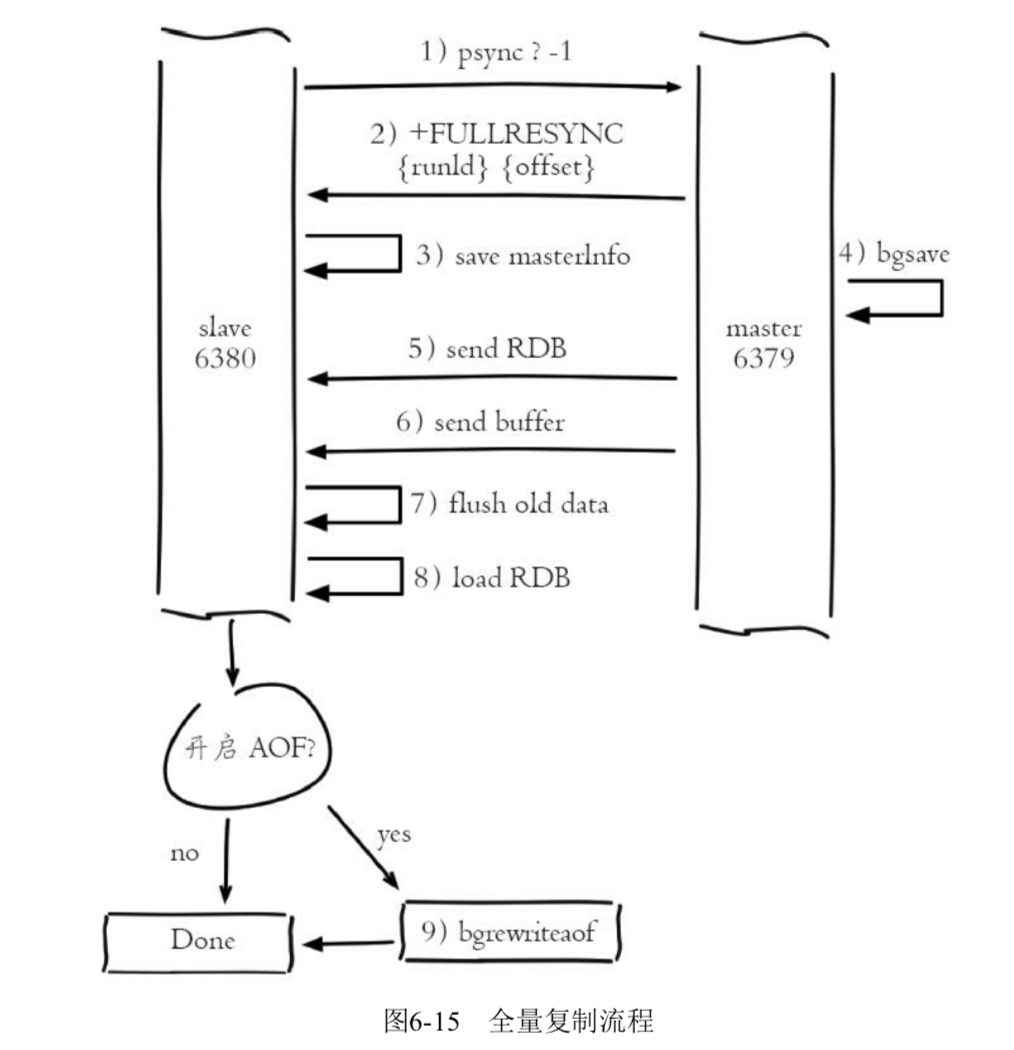 1) psync ? -1
2) +FULLRESYNC
{runId} {offset}
3) save masterInfo
4) bgsave
slave
6380
master
6379
5) send RDB
6) send buffer
7) flush old data
8) load RDB
开启 AOF?
no
yes
Done
9) bgrewriteaof
图6-15 全量复制流程